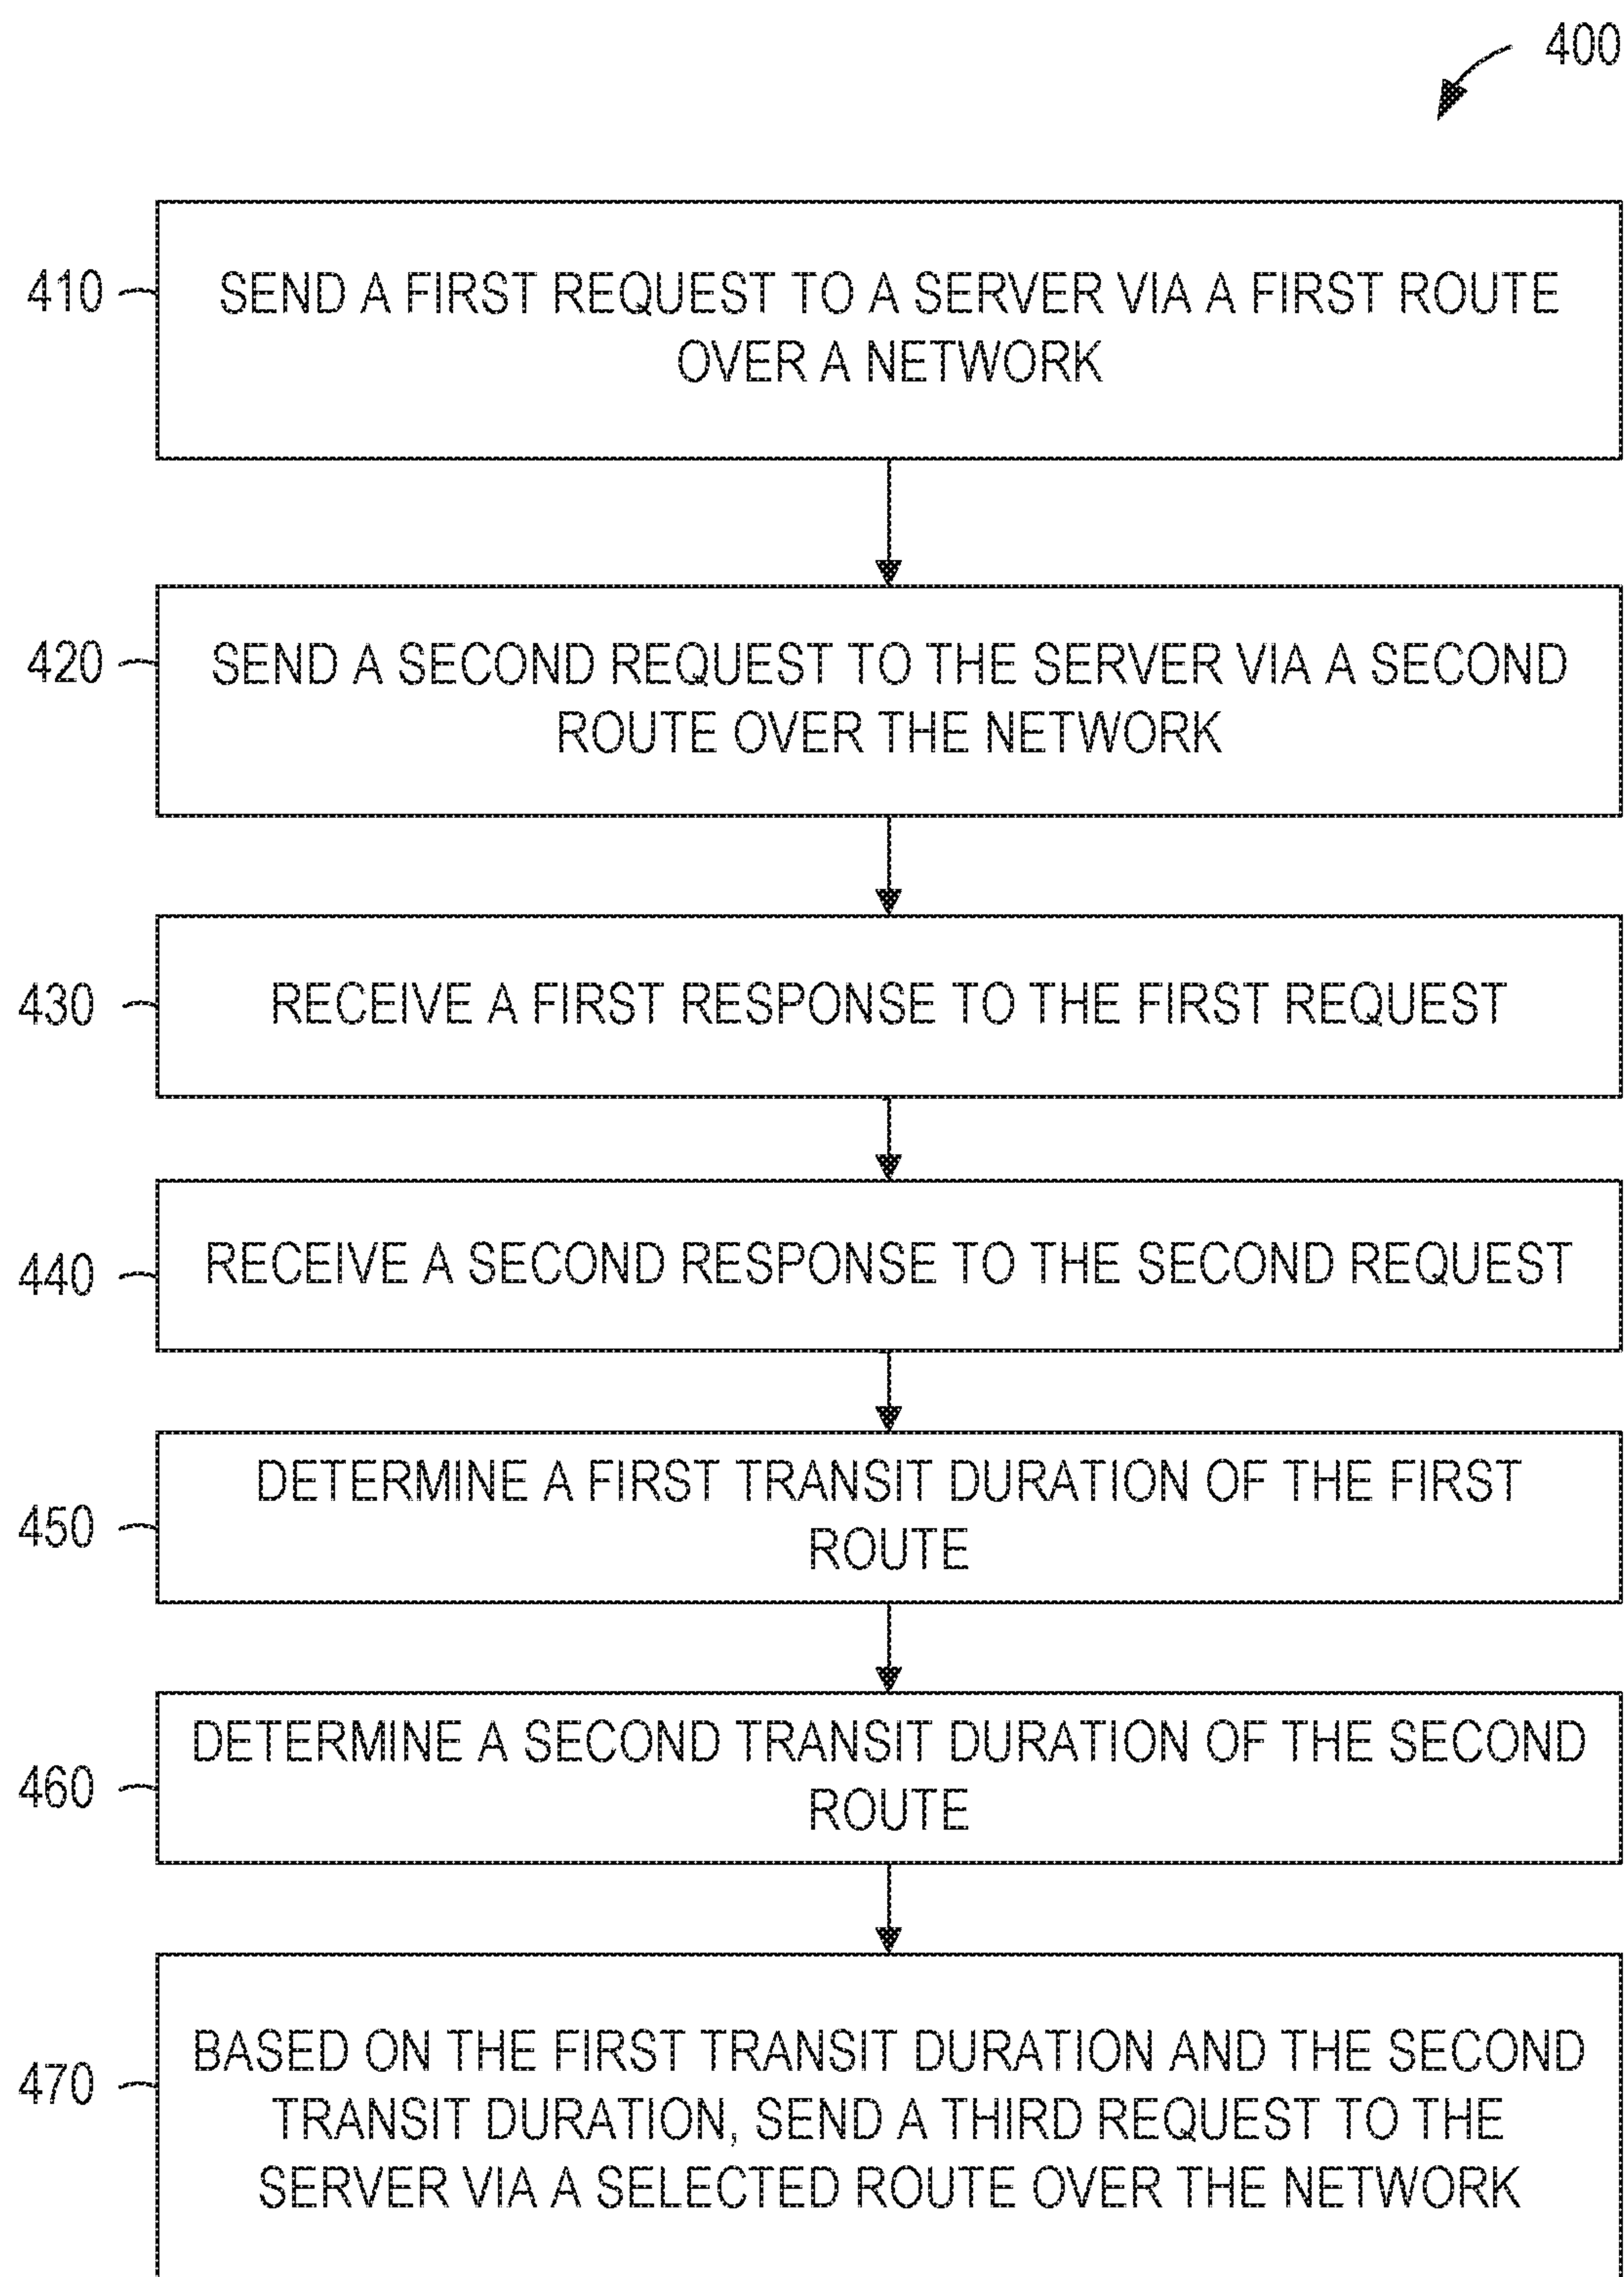 400
410
SEND A FIRST REQUEST TO A SERVER VIA A FIRST ROUTE
OVER A NETWORK
420
SEND A SECOND REQUEST TO THE SERVER VIA A SECOND
ROUTE OVER THE NETWORK
430
RECEIVE A FIRST RESPONSE TO THE FIRST REQUEST
440
RECEIVE A SECOND RESPONSE TO THE SECOND REQUEST
450
DETERMINE A FIRST TRANSIT DURATION OF THE FIRST
ROUTE
460
DETERMINE A SECOND TRANSIT DURATION OF THE SECOND
ROUTE
470
BASED ON THE FIRST TRANSIT DURATION AND THE SECOND
TRANSIT DURATION, SEND A THIRD REQUEST TO THE
SERVER VIA A SELECTED ROUTE OVER THE NETWORK